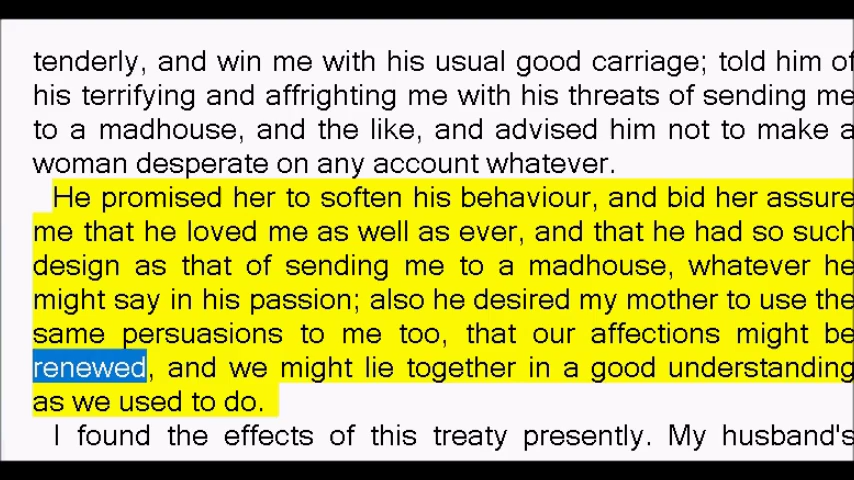 tenderly, and win me with his usual good carriage; told him of
his terrifying and affrighting me with his threats of sending me
to a madhouse, and the like, and advised him not to make a
woman desperate on any account whatever.
He promised her to soften his behaviour, and bid her assure
me that he loved me as well as ever, and that he had so such
design as that of sending me to a madhouse, whatever he
might say in his passion; also he desired my mother to use the
same persuasions to me too, that our affections might be
renewed, and we might lie together in a good understanding
as we used to do.
I found the effects of this treaty presently. My husband's